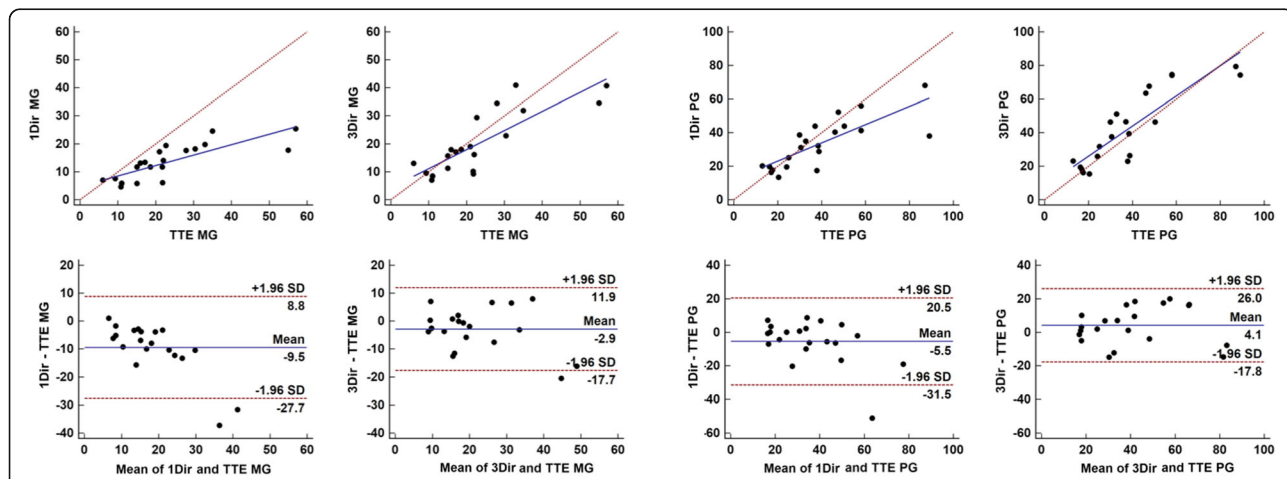 60
50
40
30
20
10
0
1Dir MG
0 10 20 30 40 50 60
TTE MG
60
50
40
30
20
10
0
3Dir MG
0 10 20 30 40 50 60
TTE MG
100
80
60
40
20
0
1Dir PG
0 20 40 60 80 100
TTE PG
100
80
60
40
20
0
3Dir PG
0 20 40 60 80 100
TTE PG
20
10
0
-10
-20
-30
-40
1Dir - TTE MG
+1.96 SD
8.8
Mean
-9.5
-1.96 SD
-27.7
0 10 20 30 40 50 60
Mean of 1Dir and TTE MG
20
10
0
-10
-20
-30
-40
3Dir - TTE MG
+1.96 SD
11.9
Mean
-2.9
-1.96 SD
-17.7
0 10 20 30 40 50 60
Mean of 3Dir and TTE MG
40
20
0
-20
-40
-60
1Dir - TTE PG
+1.96 SD
20.5
Mean
-5.5
-1.96 SD
-31.5
0 20 40 60 80 100
Mean of 1Dir and TTE PG
40
20
0
-20
-40
-60
3Dir - TTE PG
+1.96 SD
26.0
Mean
4.1
-1.96 SD
-17.8
0 20 40 60 80 100
Mean of 3Dir and TTE PG